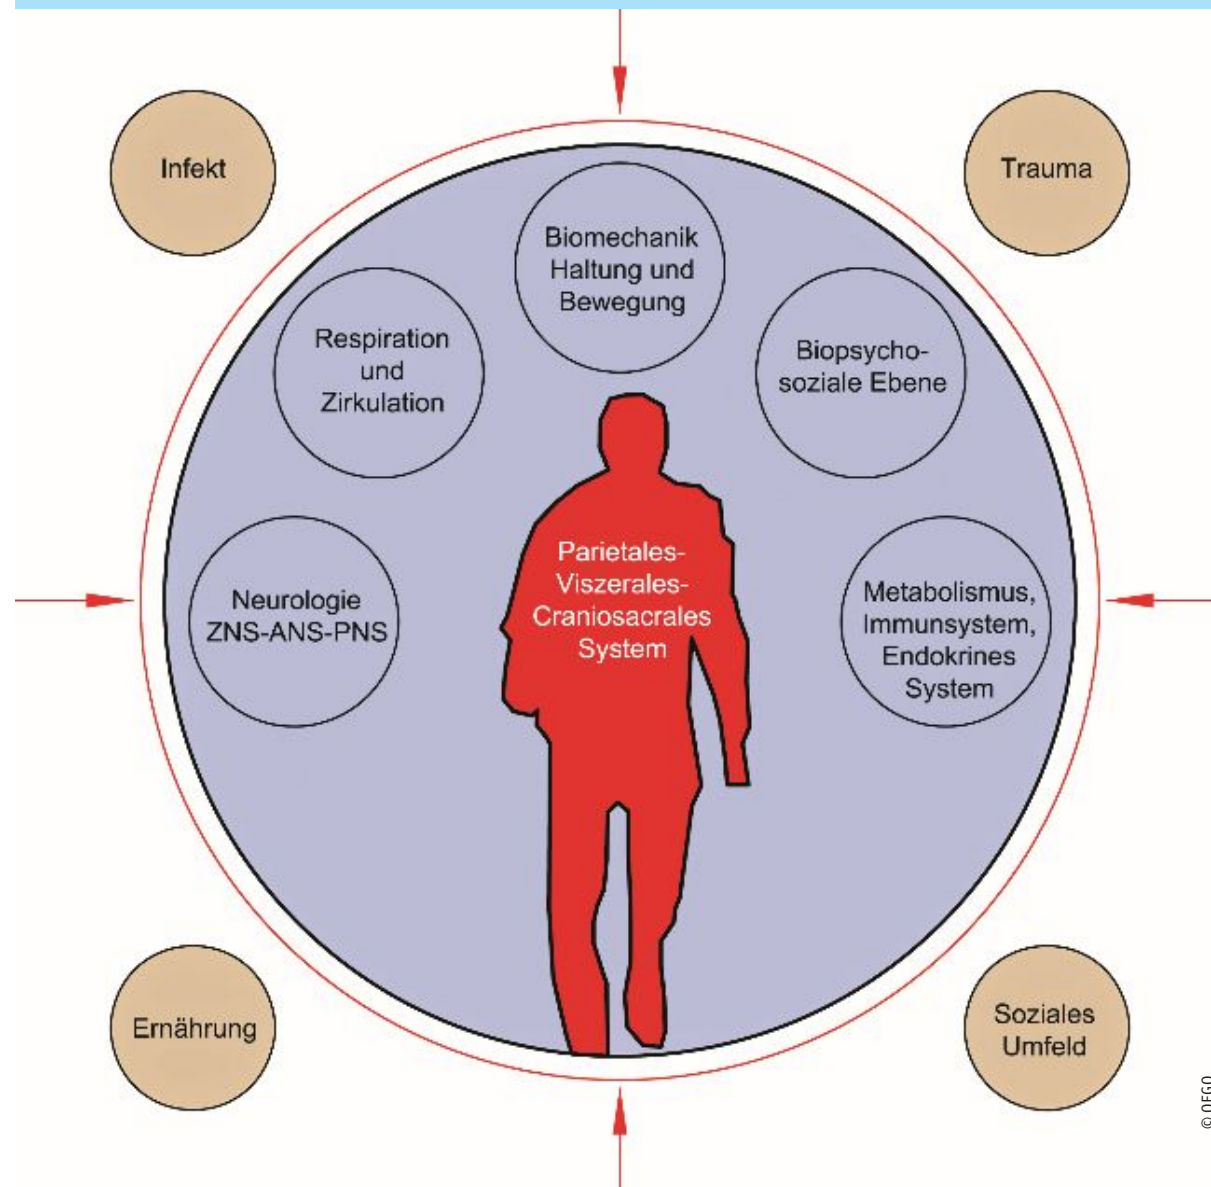 Infekt
Trauma
Biomechanik
Haltung und
Bewegung
Respiration
und
Zirkulation
Biopsycho-
soziale Ebene
Neurologie
ZNS-ANS-PNS
Parietales-
Viszerales-
Craniosacrales
System
Metabolismus,
Immunsystem,
Endokrines
System
Ernährung
Soziales
Umfeld
© OEGO